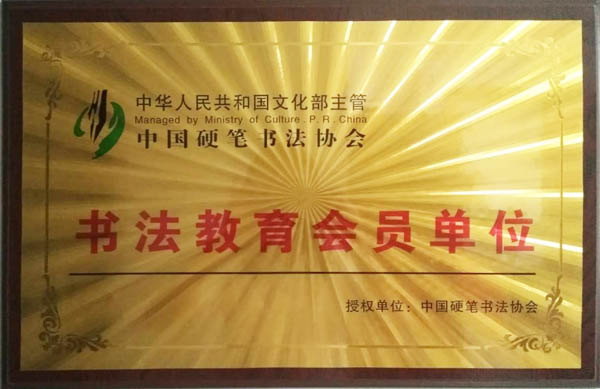 中华人民共和国文化部主管
Managed by Ministry of Culture . P. R. China
中国硬笔书法协会
书法教育会员单位
授权单位：中国硬笔书法协会